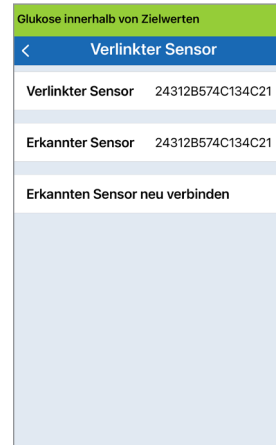 Glukose innerhalb von Zielwerten
Verlinkter Sensor
Verlinkter Sensor 24312B574C134C21
Erkannter Sensor 24312B574C134C21
Erkannten Sensor neu verbinden